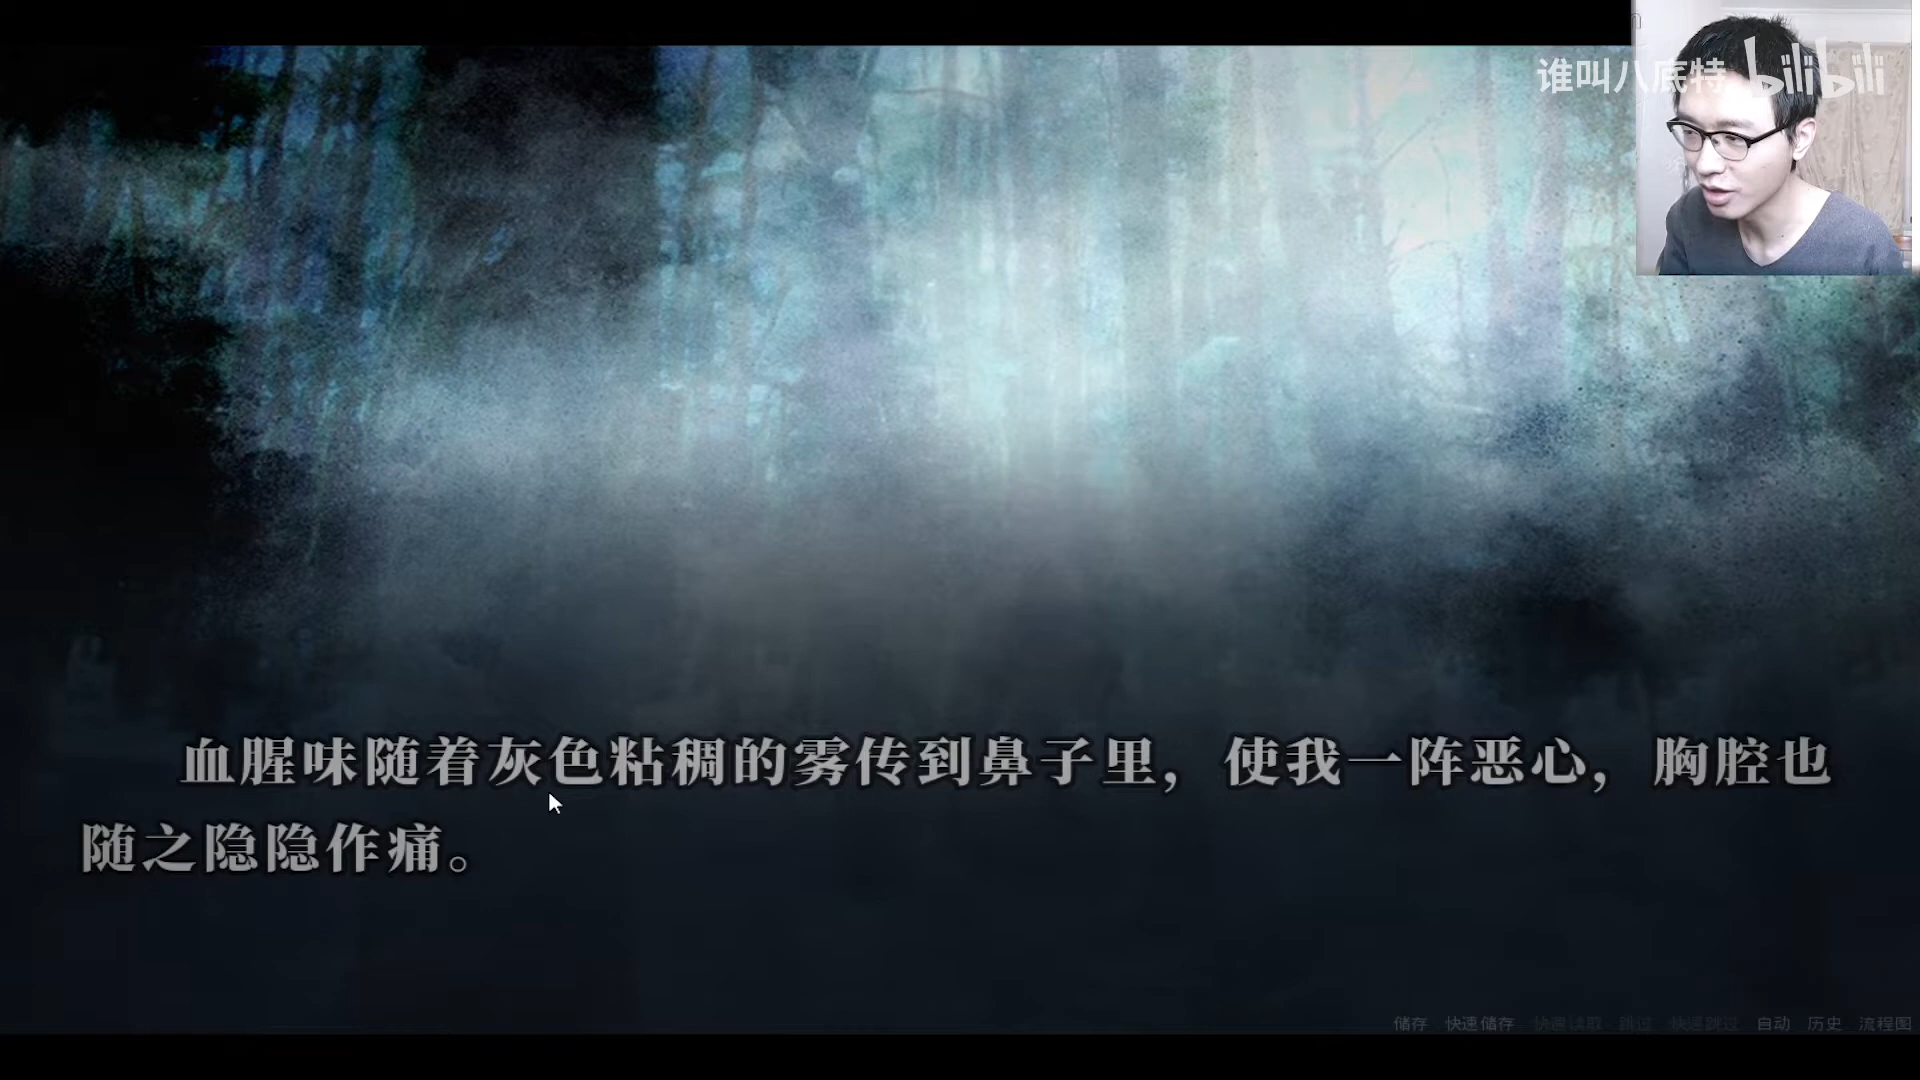 谁叫八底特 bilibili
血腥味随着灰色粘稠的雾传到鼻子里，使我一阵恶心，胸腔也
随之隐隐作痛。
储存 快速储存 快速读取 跳过 快速跳过 自动 历史 流程图